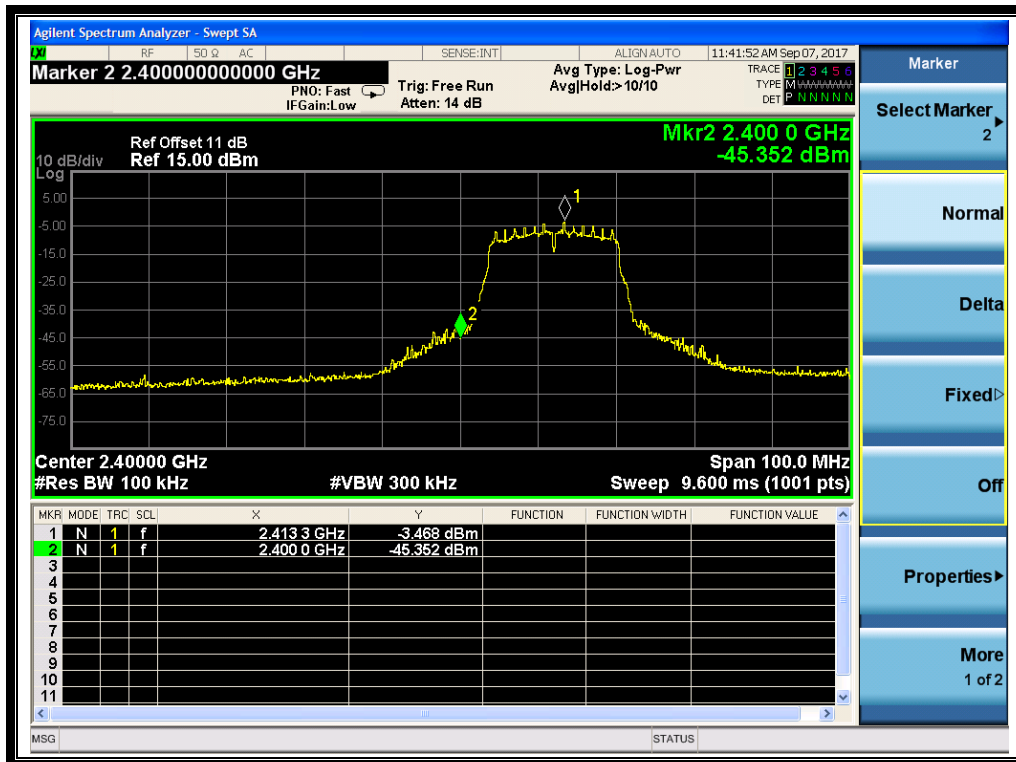 Agilent Spectrum Analyzer - Swept SA
LXI RF 50 Ω AC SENSE:INT ALIGN AUTO 11:41:52 AM Sep 07, 2017
Marker 2 2.400000000000 GHz
PNO: Fast
IFGain:Low
Trig: Free Run
Atten: 14 dB
Avg Type: Log-Pwr
Avg|Hold:>10/10
TRACE 1 2 3 4 5 6
TYPE M WWWWW
DET P N N N N N
Ref Offset 11 dB
Ref 15.00 dBm
10 dB/div
Log
Mkr2 2.400 0 GHz
-45.352 dBm
5.00
-5.00
-15.0
-25.0
-35.0
-45.0
-55.0
-65.0
-75.0
1
2
Center 2.40000 GHz Span 100.0 MHz
#Res BW 100 kHz #VBW 300 kHz Sweep 9.600 ms (1001 pts)
MKR MODE TRC SCL X Y FUNCTION FUNCTION WIDTH FUNCTION VALUE
1 N 1 f 2.413 3 GHz -3.468 dBm
2 N 1 f 2.400 0 GHz -45.352 dBm
3
4
5
6
7
8
9
10
11
MSG STATUS
Marker
Select Marker
2
Normal
Delta
Fixed
Off
Properties
More
1 of 2